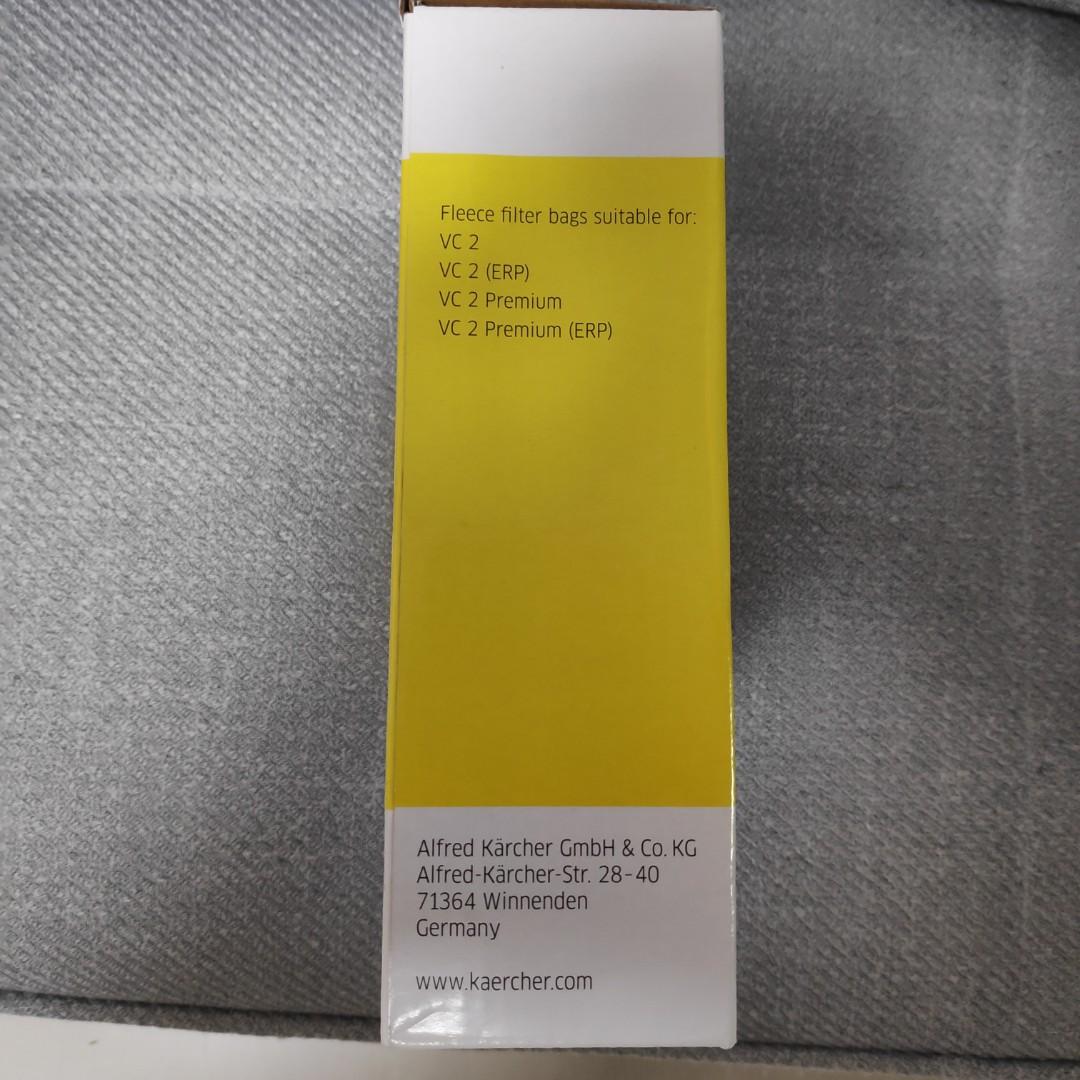 Fleece filter bags suitable for:
VC 2
VC 2 (ERP)
VC 2 Premium
VC 2 Premium (ERP)
Alfred Kärcher GmbH & Co. KG
Alfred-Kärcher-Str. 28-40
71364 Winnenden
Germany
www.kaercher.com